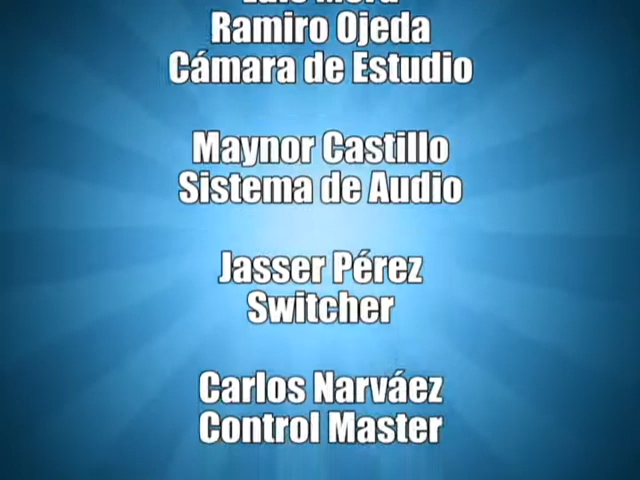 Ramiro Ojeda
Cámara de Estudio
Maynor Castillo
Sistema de Audio
Jasser Pérez
Switcher
Carlos Narváez
Control Master